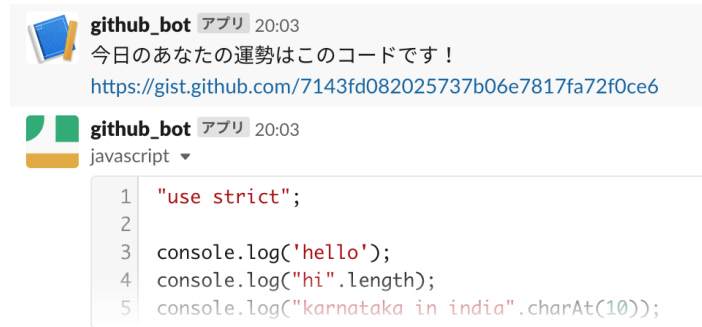 github_bot アプリ 20:03
今日のあなたの運勢はこのコードです！
https://gist.github.com/7143fd082025737b06e7817fa72f0ce6
github_bot アプリ 20:03
javascript
1 "use strict";
2
3 console.log('hello');
4 console.log("hi".length);
5 console.log("karnataka in india".charAt(10));